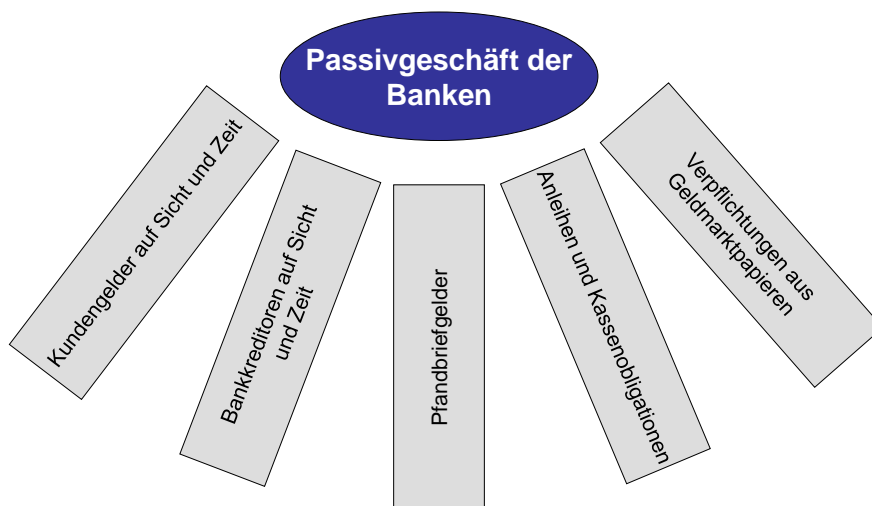 Passivgeschäft der
Banken
Kundengelder auf Sicht und Zeit
Bankkreditoren auf Sicht
und Zeit
Pfandbriefgelder
Anleihen und Kassenobligationen
Verpflichtungen aus
Geldmarktpapieren